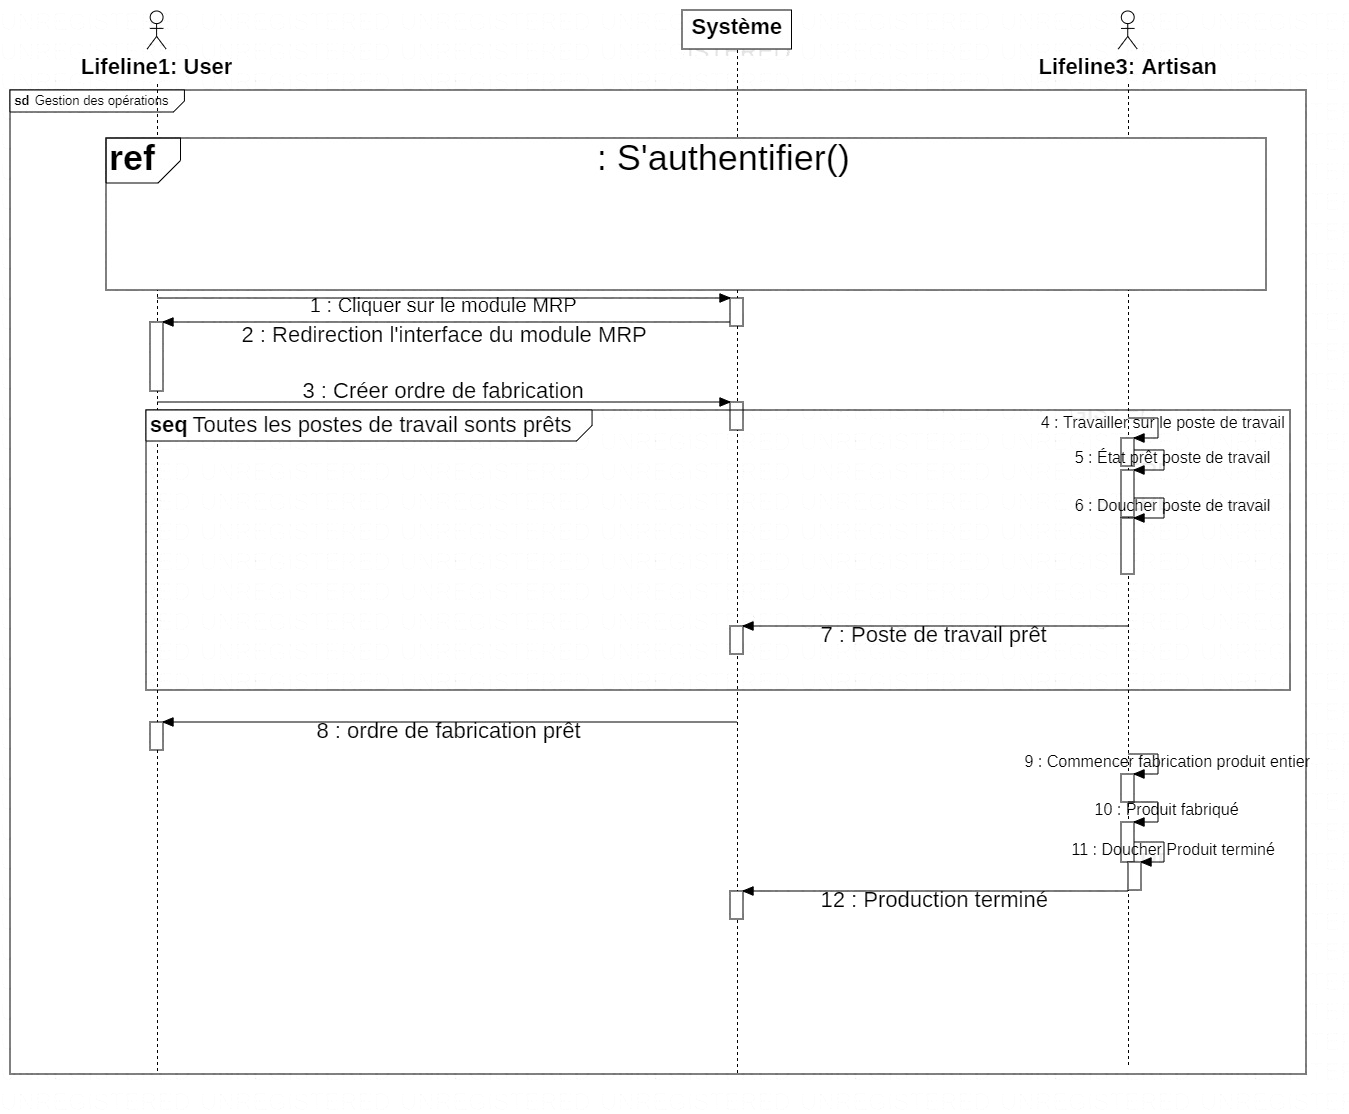 Lifeline1: User
Système
Lifeline3: Artisan
sd Gestion des opérations
ref
: S'authentifier()
1 : Cliquer sur le module MRP
2 : Redirection l'interface du module MRP
3 : Créer ordre de fabrication
seq Toutes les postes de travail sonts prêts
4 : Travailler sur le poste de travail
5 : État prêt poste de travail
6 : Doucher poste de travail
7 : Poste de travail prêt
8 : ordre de fabrication prêt
9 : Commencer fabrication produit entier
10 : Produit fabriqué
11 : Doucher Produit terminé
12 : Production terminé